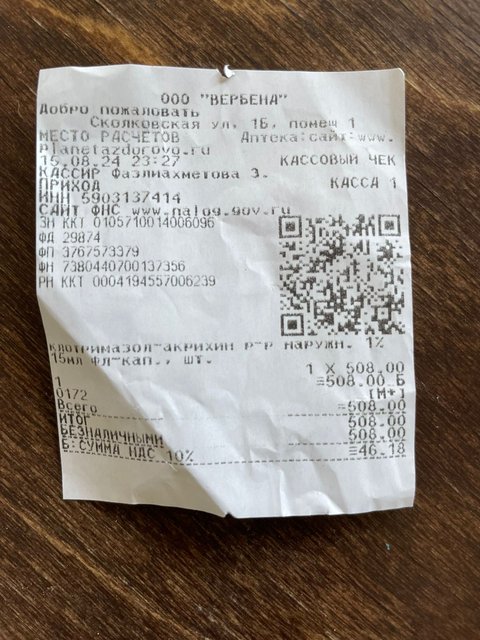 ООО "ВЕРБЕНА"
Добро пожаловать
Сколковская ул, 1Б, помещ 1
МЕСТО РАСЧЕТОВ Аптека:сайт:www.
planetazdorovo.ru
15.08.24 23:27 КАССОВЫЙ ЧЕК
КАССИР Фазлиахметова З.
ПРИХОД КАССА 1
ИНН 5903137414
САЙТ ФНС www.nalog.gov.ru
ЗН ККТ 0105710014006096
ФД 29874
ФП 3767573379
ФН 7380440700137356
РН ККТ 0004194557006239
клотримазол-акрихин р-р наружн. 1%
15мл фл-кап., шт.
1 X 508.00
1 ≡508.00 Б
0172 [М+]
Всего ≡508.00
ИТОГ 508.00
БЕЗНАЛИЧНЫМИ 508.00
Б:СУММА НДС 10% ≡46.18